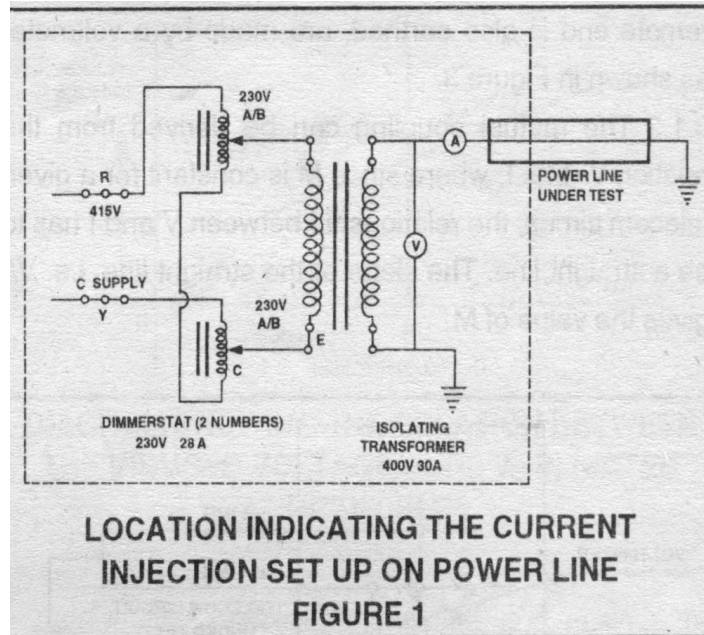 230V
A/B
R
415V
A
POWER LINE
UNDER TEST
V
C SUPPLY
Y
230V
A/B
E
C
DIMMERSTAT (2 NUMBERS)
230V 28 A
ISOLATING
TRANSFORMER
400V 30A
LOCATION INDICATING THE CURRENT
INJECTION SET UP ON POWER LINE
FIGURE 1